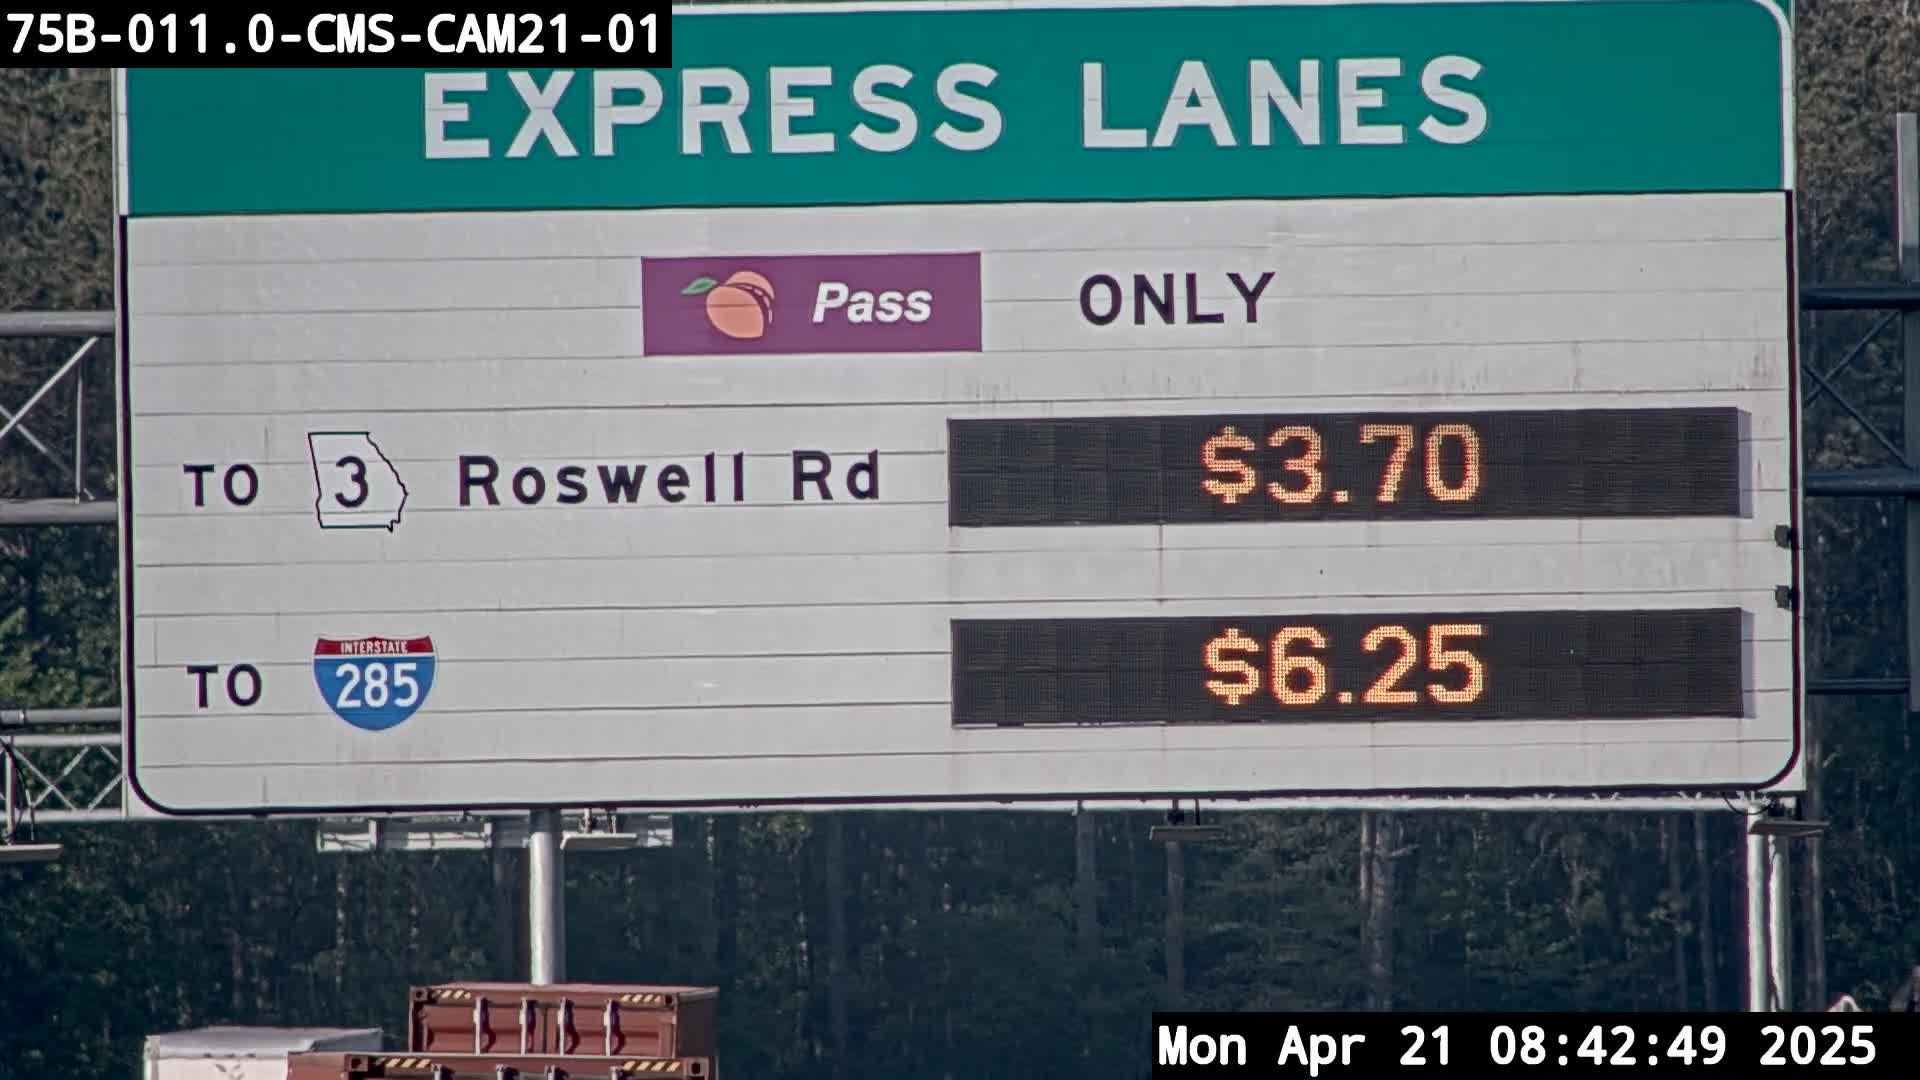 75B-011.0-CMS-CAM21-01
EXPRESS LANES
Pass ONLY
TO 3 Roswell Rd $3.70
INTERSTATE
TO 285 $6.25
Mon Apr 21 08:42:49 2025